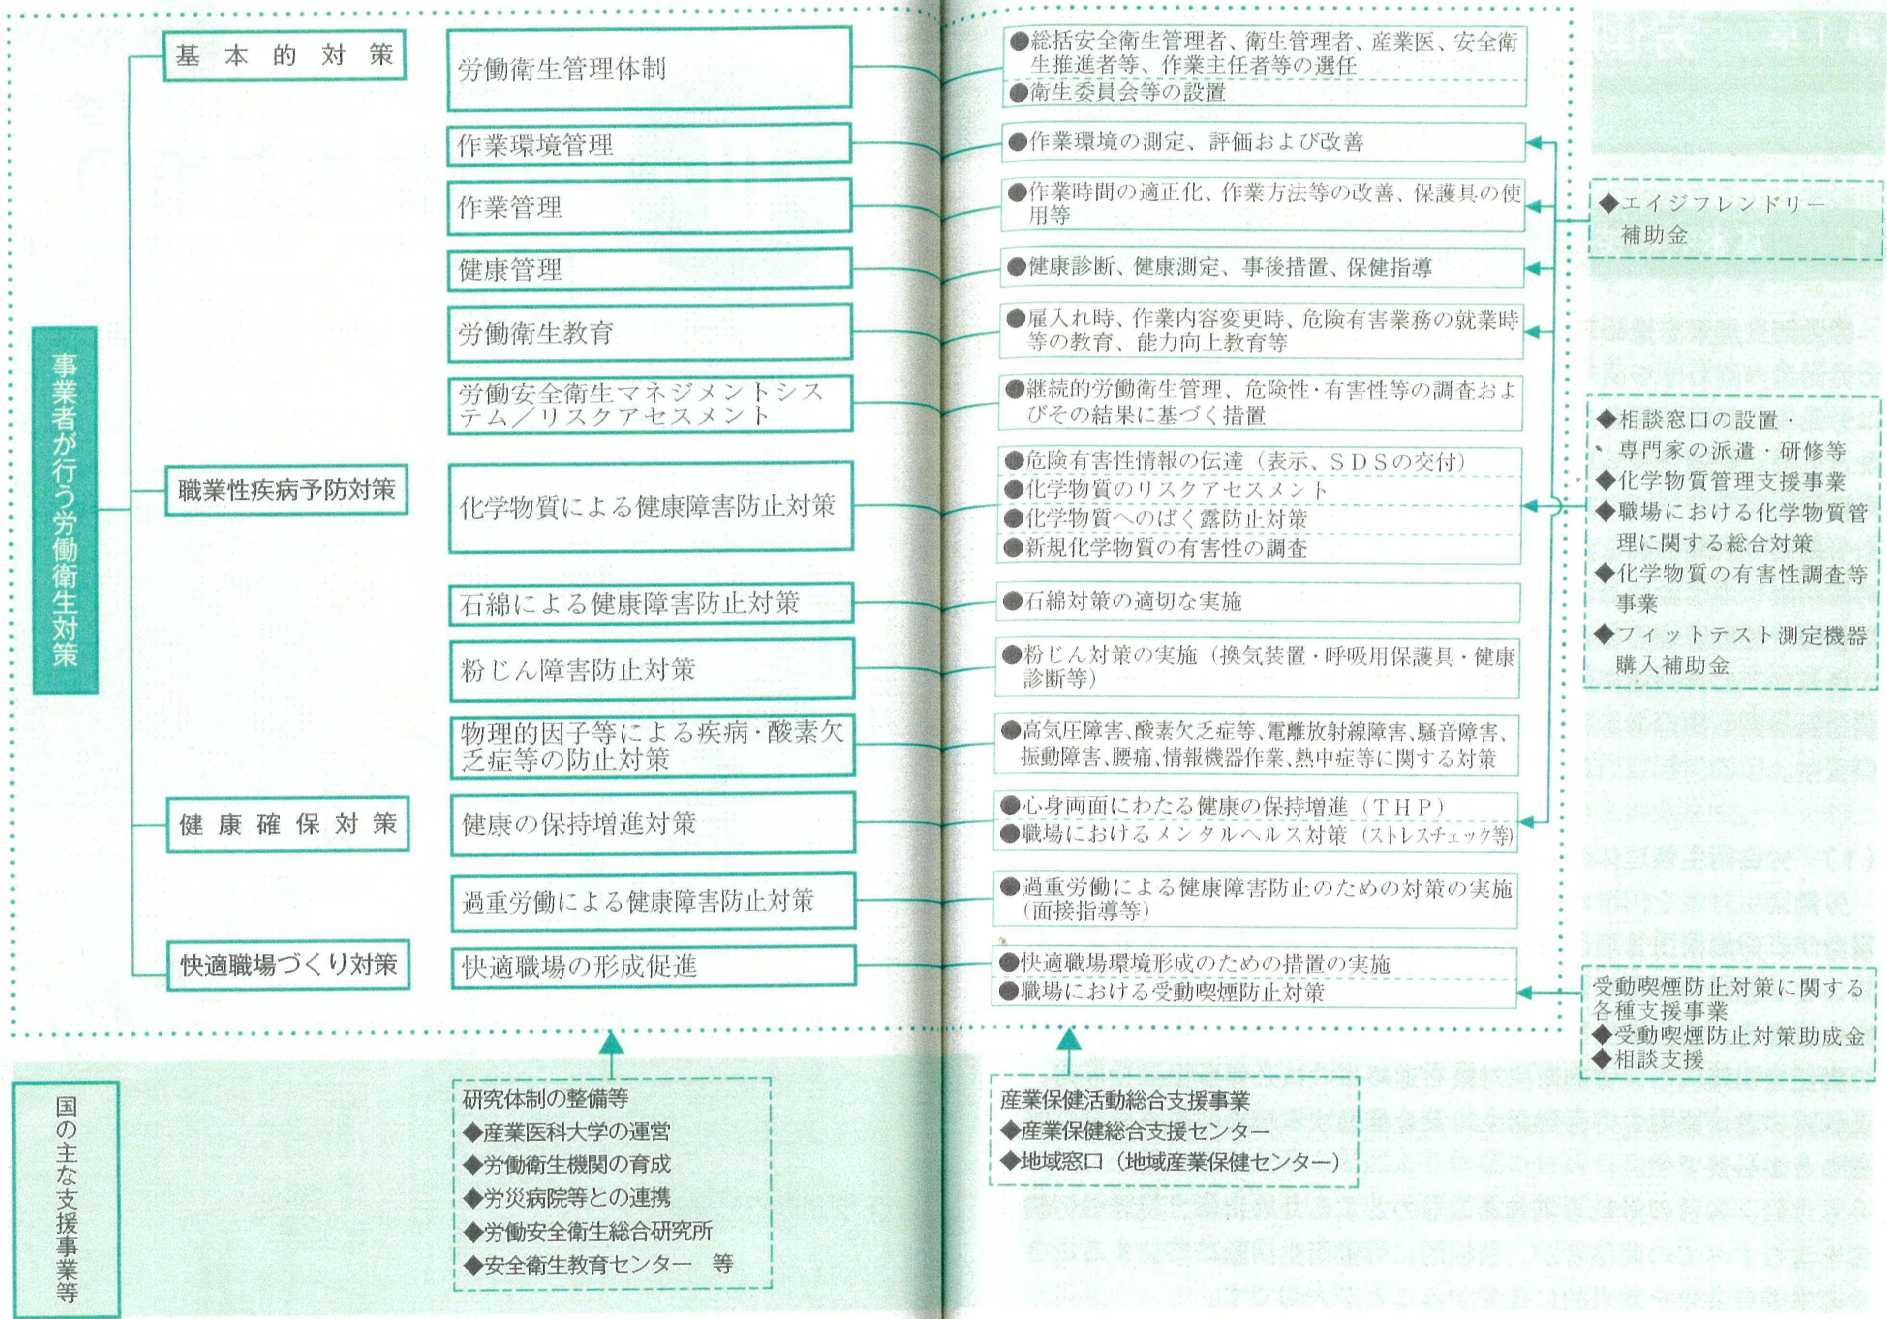 事業者が行う労働衛生対策
基本的対策
労働衛生管理体制
●総括安全衛生管理者、衛生管理者、産業医、安全衛
生推進者等、作業主任者等の選任
●衛生委員会等の設置
作業環境管理
●作業環境の測定、評価および改善
作業管理
●作業時間の適正化、作業方法等の改善、保護具の使
用等
健康管理
●健康診断、健康測定、事後措置、保健指導
労働衛生教育
●雇入れ時、作業内容変更時、危険有害業務の就業時
等の教育、能力向上教育等
労働安全衛生マネジメントシス
テム／リスクアセスメント
●継続的労働衛生管理、危険性・有害性等の調査およ
びその結果に基づく措置
職業性疾病予防対策
化学物質による健康障害防止対策
●危険有害性情報の伝達（表示、SDSの交付）
●化学物質のリスクアセスメント
●化学物質へのばく露防止対策
●新規化学物質の有害性の調査
石綿による健康障害防止対策
●石綿対策の適切な実施
粉じん障害防止対策
●粉じん対策の実施（換気装置・呼吸用保護具・健康
診断等）
物理的因子等による疾病・酸素欠
乏症等の防止対策
●高気圧障害、酸素欠乏症等、電離放射線障害、騒音障害、
振動障害、腰痛、情報機器作業、熱中症等に関する対策
健康確保対策
健康の保持増進対策
●心身両面にわたる健康の保持増進（THP）
●職場におけるメンタルヘルス対策（ストレスチェック等）
過重労働による健康障害防止対策
●過重労働による健康障害防止のための対策の実施
（面接指導等）
快適職場づくり対策
快適職場の形成促進
●快適職場環境形成のための措置の実施
●職場における受動喫煙防止対策
◆エイジフレンドリー
補助金
◆相談窓口の設置・
専門家の派遣・研修等
◆化学物質管理支援事業
◆職場における化学物質管
理に関する総合対策
◆化学物質の有害性調査等
事業
◆フィットテスト測定機器
購入補助金
受動喫煙防止対策に関する
各種支援事業
◆受動喫煙防止対策助成金
◆相談支援
国の主な支援事業等
研究体制の整備等
◆産業医科大学の運営
◆労働衛生機関の育成
◆労災病院等との連携
◆労働安全衛生総合研究所
◆安全衛生教育センター　等
産業保健活動総合支援事業
◆産業保健総合支援センター
◆地域窓口（地域産業保健センター）